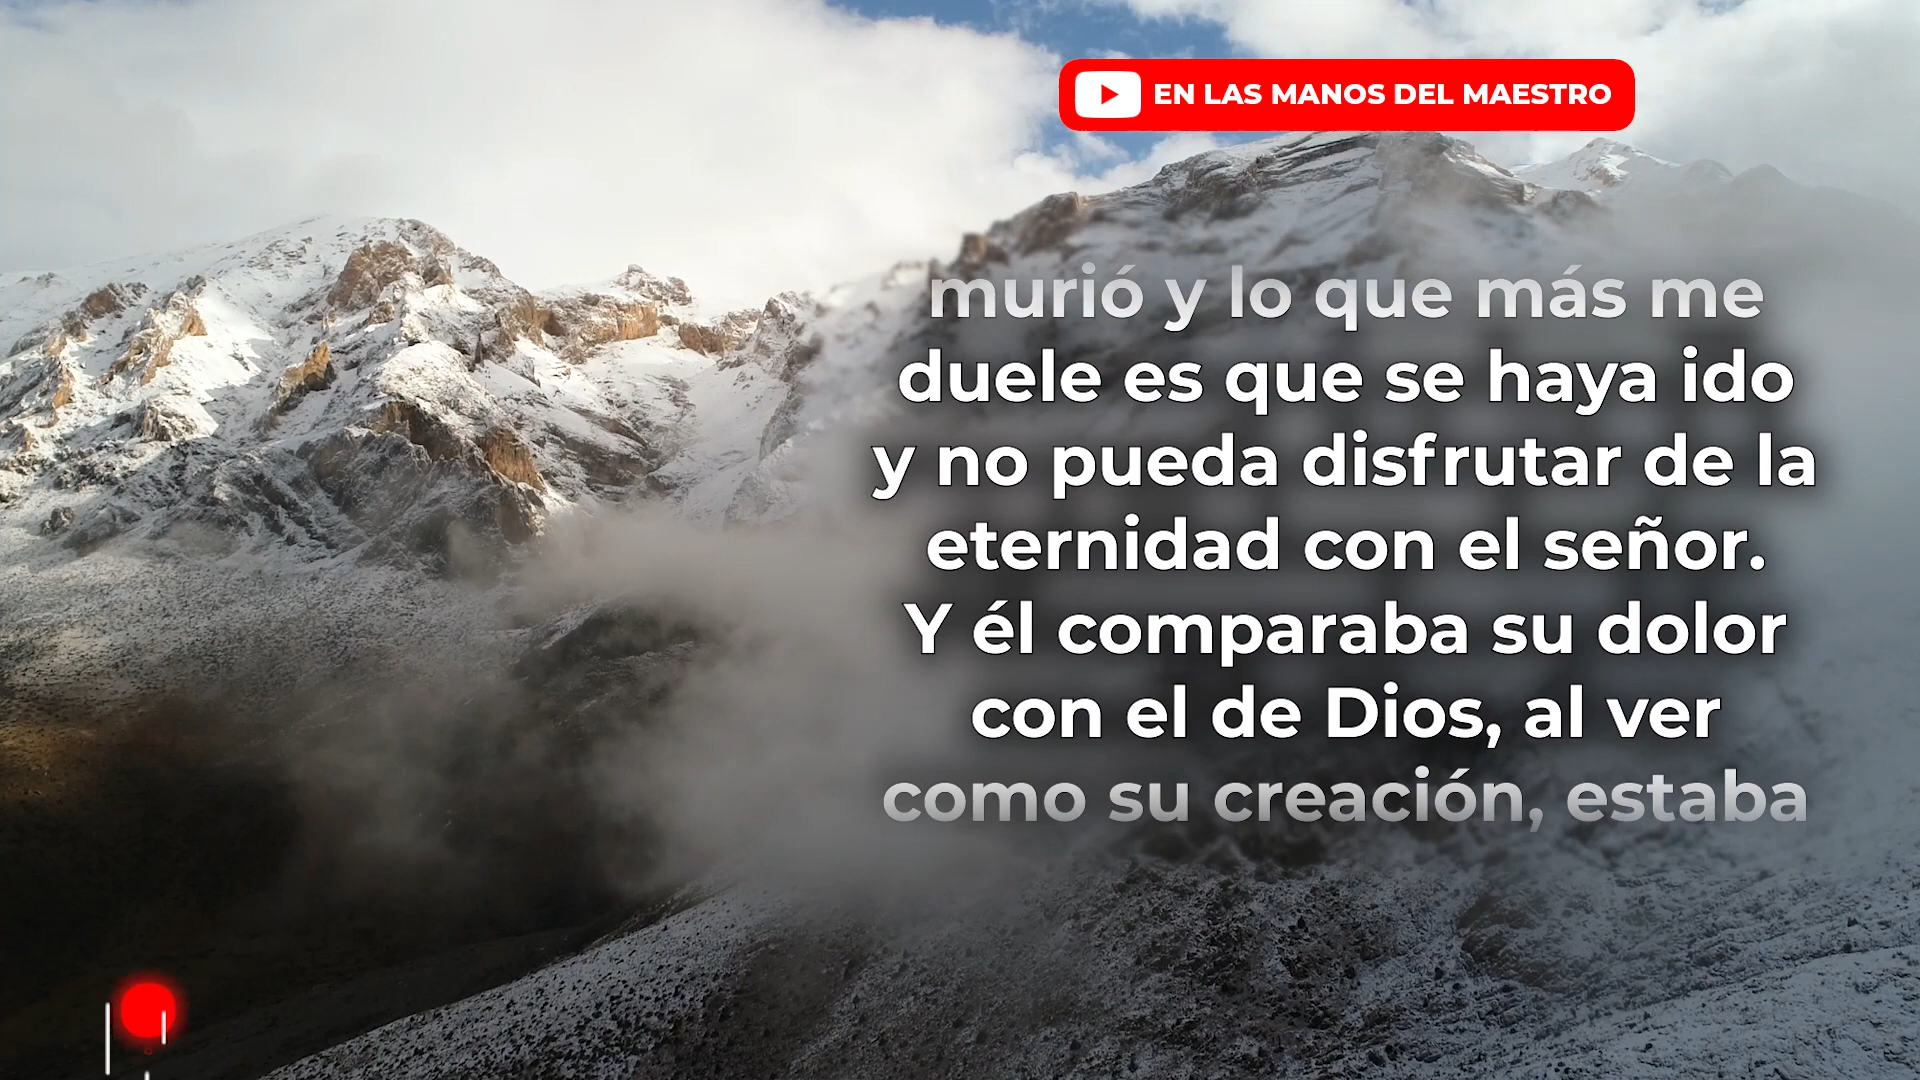 EN LAS MANOS DEL MAESTRO
murió y lo que más me
duele es que se haya ido
y no pueda disfrutar de la
eternidad con el señor.
Y él comparaba su dolor
con el de Dios, al ver
como su creación, estaba